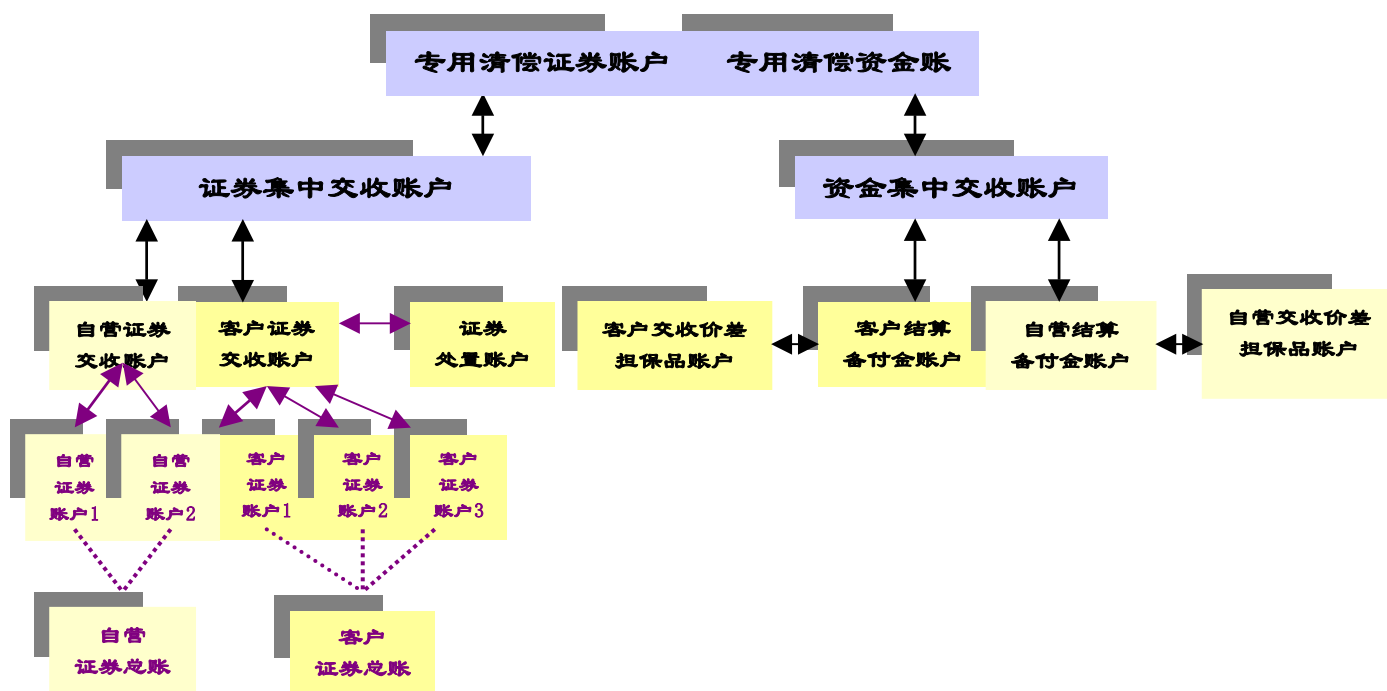 专用清偿证券账户
专用清偿资金账
证券集中交收账户
资金集中交收账户
自营证券
交收账户
客户证券
交收账户
证券
处置账户
客户交收价差
担保品账户
客户结算
备付金账户
自营结算
备付金账户
自营交收价差
担保品账户
自营
证券
账户1
自营
证券
账户2
客户
证券
账户1
客户
证券
账户2
客户
证券
账户3
自营
证券总账
客户
证券总账